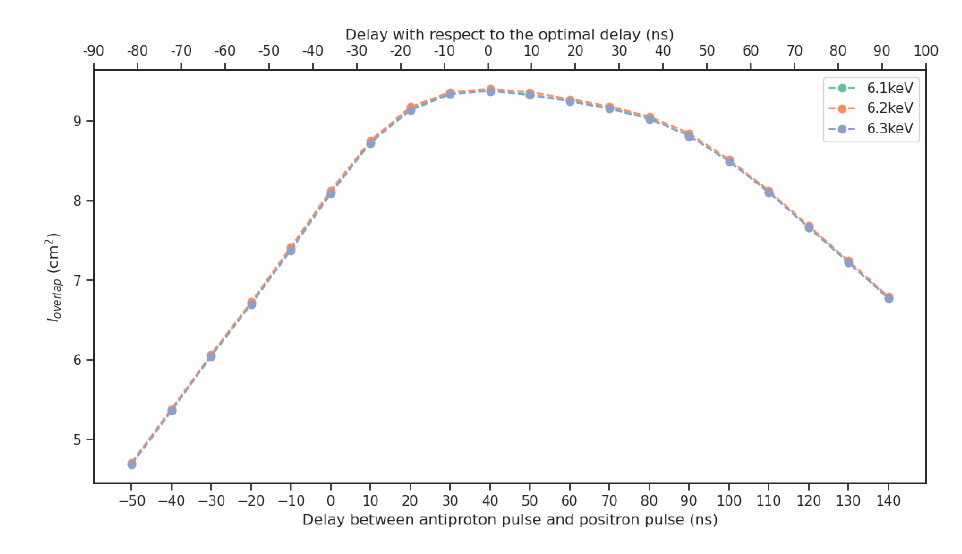 Delay with respect to the optimal delay (ns)
-90 -80 -70 -60 -50 -40 -30 -20 -10 0 10 20 30 40 50 60 70 80 90 100
6.1keV
6.2keV
6.3keV
9
8
7
6
5
I_overlap (cm²)
−50 −40 −30 −20 −10 0 10 20 30 40 50 60 70 80 90 100 110 120 130 140
Delay between antiproton pulse and positron pulse (ns)